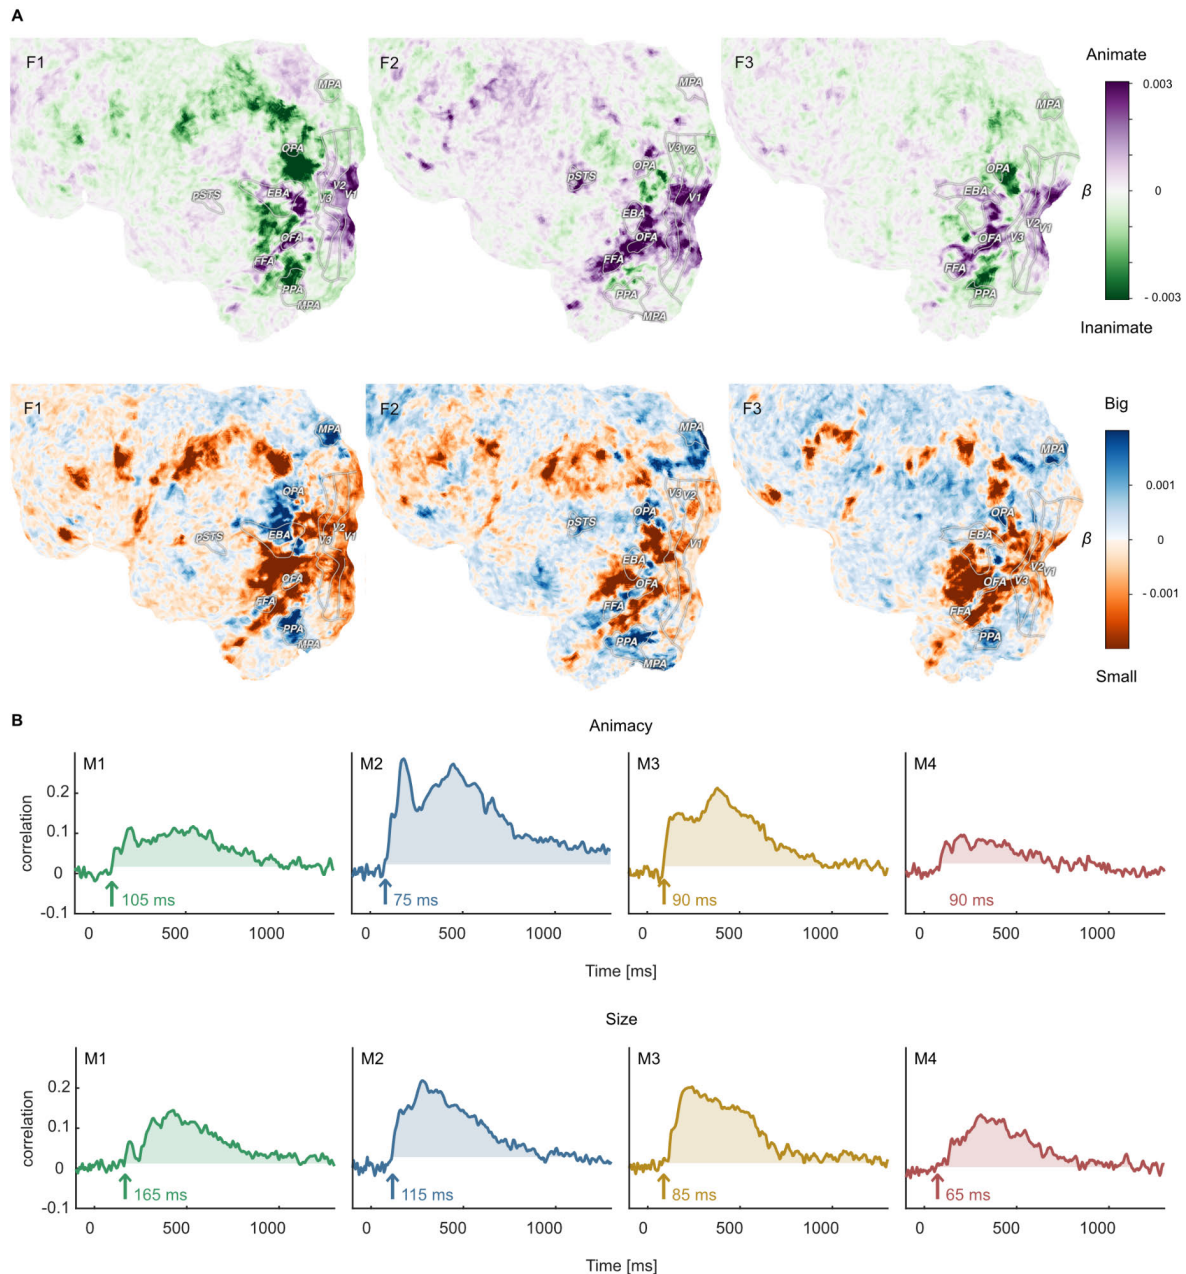 A
F1
F2
F3
Animate
MPA
MPA
MPA
0.003
OPA
V3 V2
OPA
OPA
pSTS
EBA
V2
V3
V1
pSTS
V1
EBA
β
0
EBA
OFA
OFA
V2
V1
OFA
V3
FFA
FFA
FFA
PPA
PPA
PPA
MPA
MPA
- 0.003
Inanimate
F1
F2
F3
Big
MPA
MPA
MPA
OPA
V3 V2
OPA
OPA
0.001
pSTS
EBA
V2
V3
V1
pSTS
V1
EBA
β
0
EBA
OFA
OFA
V2
V1
OFA
V3
FFA
FFA
FFA
- 0.001
PPA
PPA
PPA
MPA
MPA
Small
B
Animacy
M1
M2
M3
M4
correlation
0.2
0.1
0
-0.1
105 ms
75 ms
90 ms
90 ms
0 500 1000
0 500 1000
0 500 1000
0 500 1000
Time [ms]
Size
M1
M2
M3
M4
correlation
0.2
0.1
0
-0.1
165 ms
115 ms
85 ms
65 ms
0 500 1000
0 500 1000
0 500 1000
0 500 1000
Time [ms]